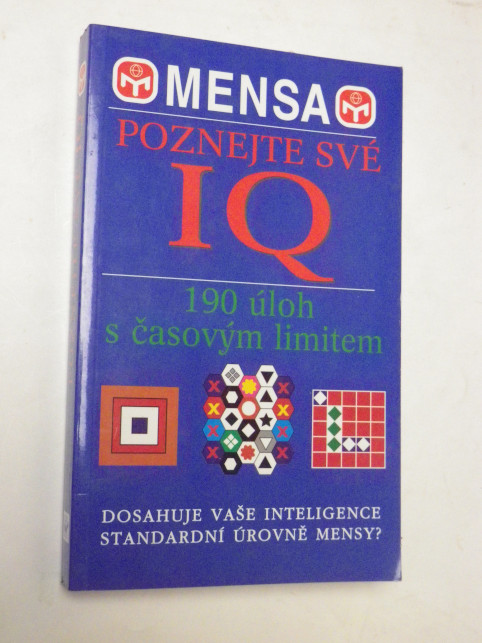 MENSA
POZNEJTE SVÉ
IQ
190 úloh
s časovým limitem
DOSAHUJE VAŠE INTELIGENCE
STANDARDNÍ ÚROVNĚ MENSY?